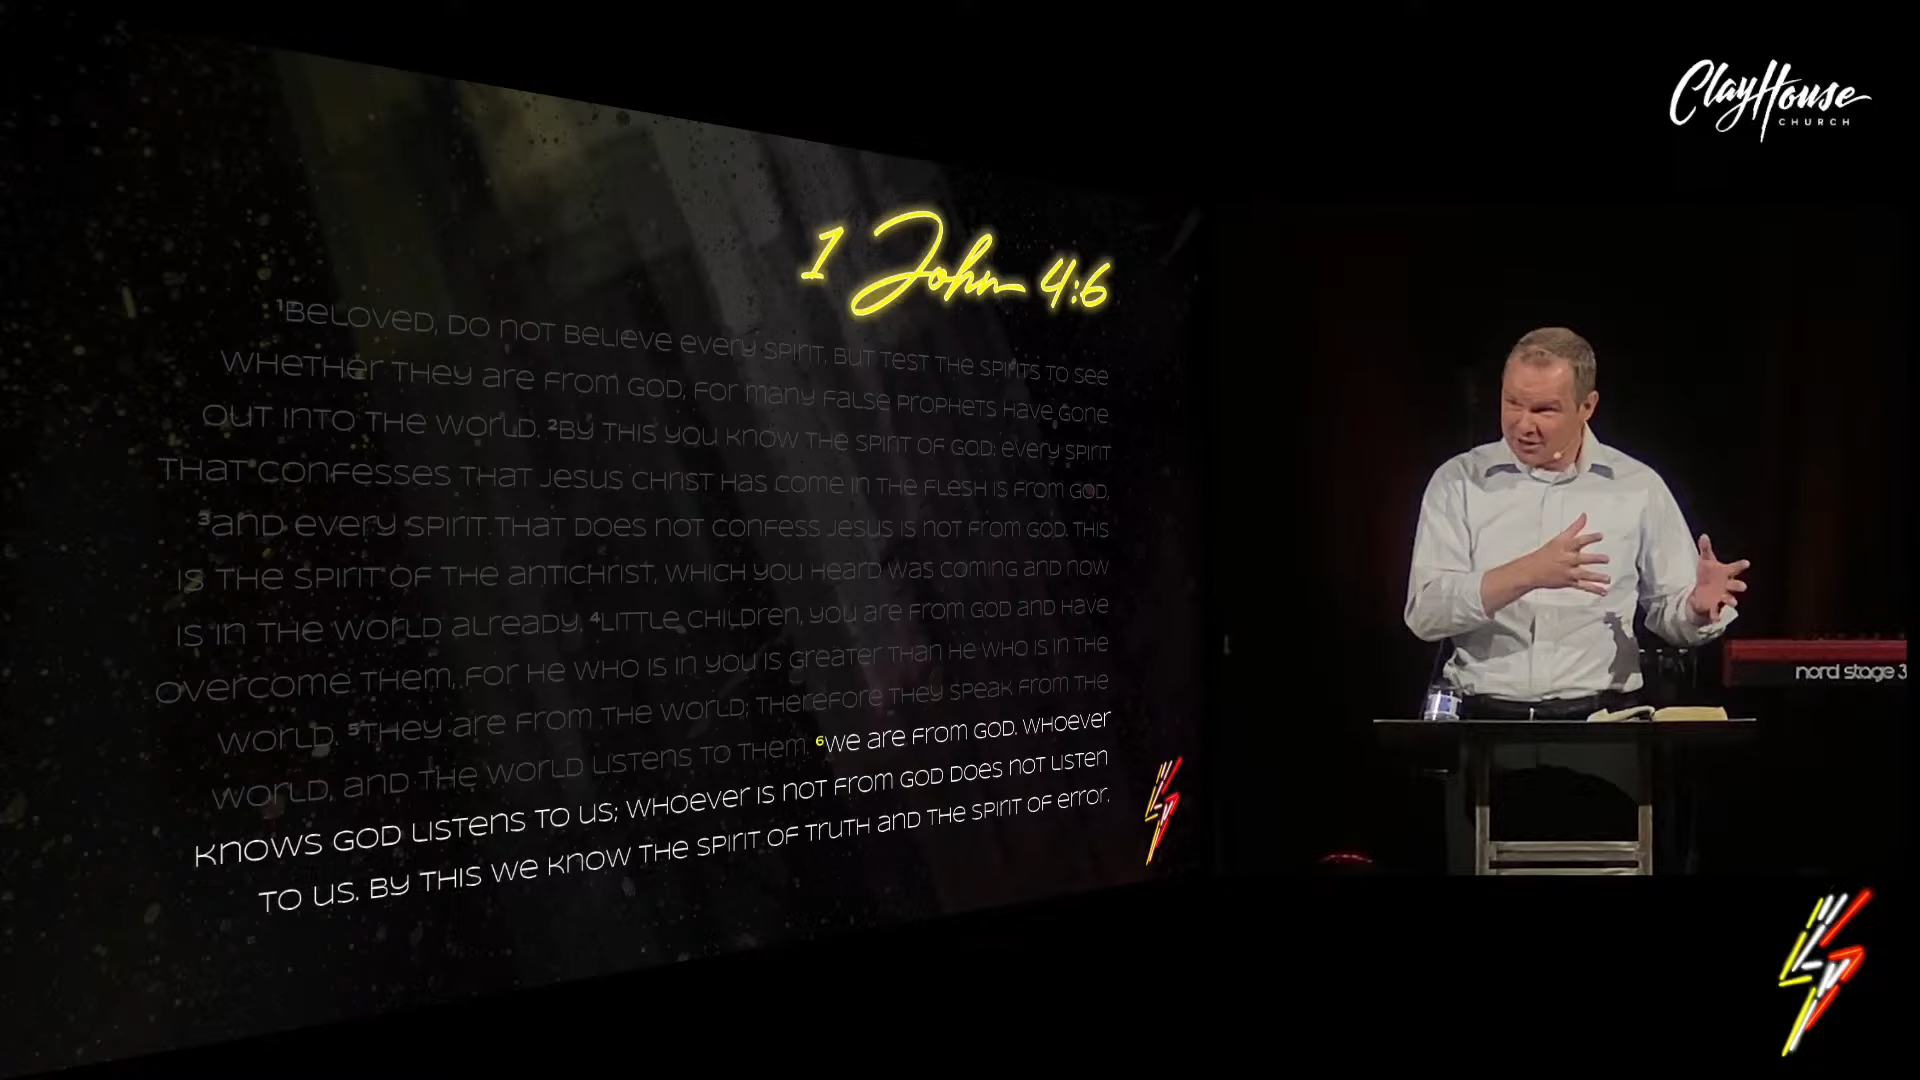 ClayHouse
CHURCH
1 John 4:6
¹Beloved, do not believe every spirit, but test the spirits to see
whether they are from God, for many false prophets have gone
out into the world. ²By this you know the Spirit of God: every spirit
that confesses that Jesus Christ has come in the flesh is from God,
³and every spirit that does not confess Jesus is not from God. This
is the spirit of the antichrist, which you heard was coming and now
is in the world already. ⁴Little children, you are from God and have
overcome them, for he who is in you is greater than he who is in the
world. ⁵They are from the world; therefore they speak from the
world, and the world listens to them. ⁶We are from God. Whoever
knows God listens to us; whoever is not from God does not listen
to us. By this we know the Spirit of truth and the spirit of error.
nord stage 3